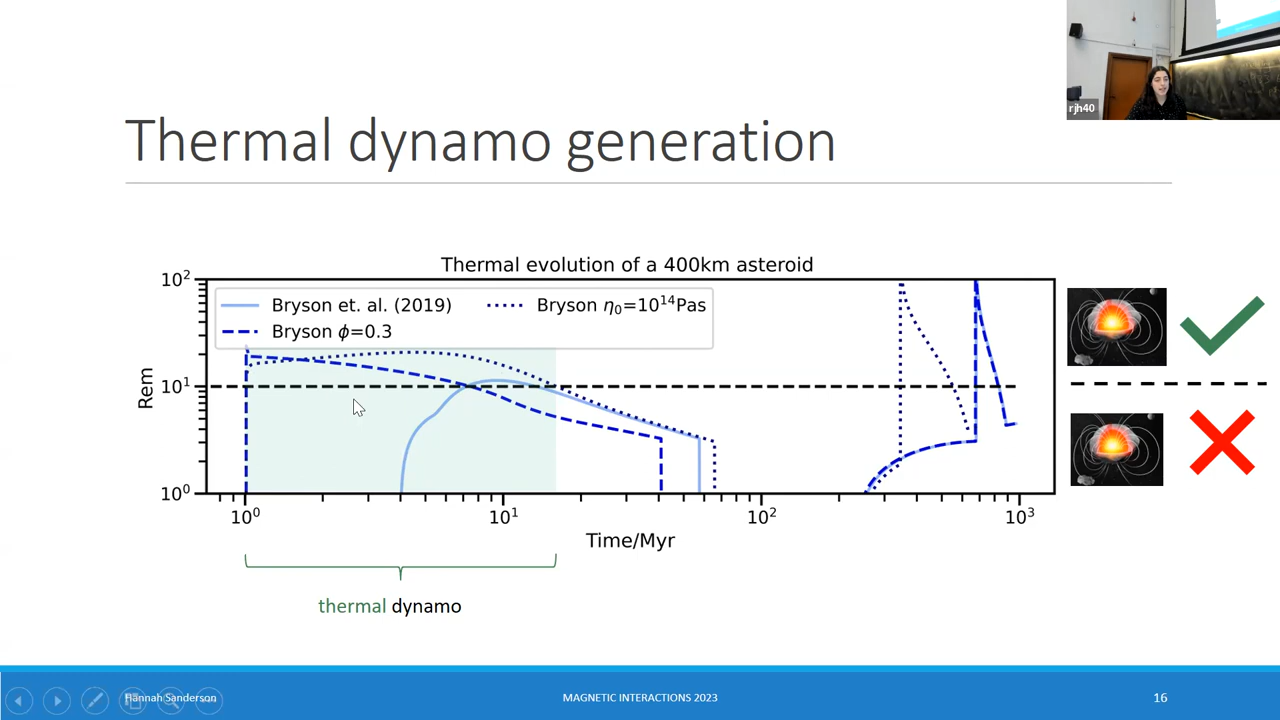 rjh40
Thermal dynamo generation
Thermal evolution of a 400km asteroid
Bryson et. al. (2019)
Bryson ϕ=0.3
Bryson η₀=10¹⁴Pas
Rem
10²
10¹
10⁰
10⁰ 10¹ 10² 10³
Time/Myr
thermal dynamo
Hannah Sanderson
MAGNETIC INTERACTIONS 2023
16